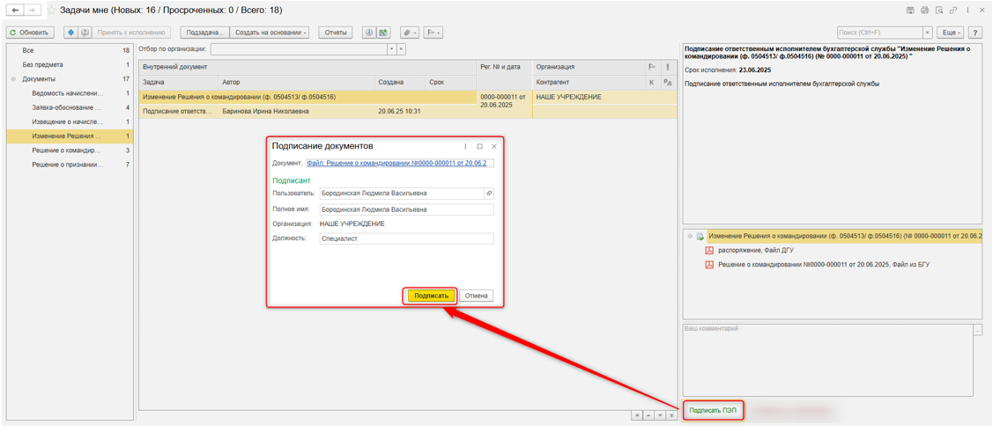 Задачи мне (Новых: 16 / Просроченных: 0 / Всего: 18)
Обновить
Принять к исполнению
Подзадача...
Создать на основании
Отчеты
Поиск (Ctrl+F)
×
Еще
?
Все 18
Без предмета 1
Документы 17
Ведомость начислени... 1
Заявка-обоснование ... 4
Извещение о начисле... 1
Изменение Решения ... 1
Решение о командир... 3
Решение о признании... 7
Отбор по организации:
Внутренний документ Рег. № и дата Организация
Задача Автор Создана Срок Контрагент К РД
Изменение Решения о командировании (ф. 0504513/ ф.0504516) 0000-000011 от НАШЕ УЧРЕЖДЕНИЕ
20.06.2025
Подписание ответств... Баринова Ирина Николаевна 20.06.25 10:31
Подписание документов
Документ: Файл: Решение о командировании №0000-000011 от 20.06.2...
Подписант
Пользователь: Бородинская Людмила Васильевна
Полное имя: Бородинская Людмила Васильевна
Организация: НАШЕ УЧРЕЖДЕНИЕ
Должность: Специалист
Подписать Отмена
Подписание ответственным исполнителем бухгалтерской службы "Изменение Решения о
командировании (ф. 0504513/ ф.0504516) (№ 0000-000011 от 20.06.2025) "
Срок исполнения: 23.06.2025
Подписание ответственным исполнителем бухгалтерской службы
Изменение Решения о командировании (ф. 0504513/ ф.0504516) (№ 0000-000011 от 20.06.2
распоряжение, Файл ДГУ
Решение о командировании №0000-000011 от 20.06.2025, Файл из БГУ
Ваш комментарий
...
Подписать ПЭП